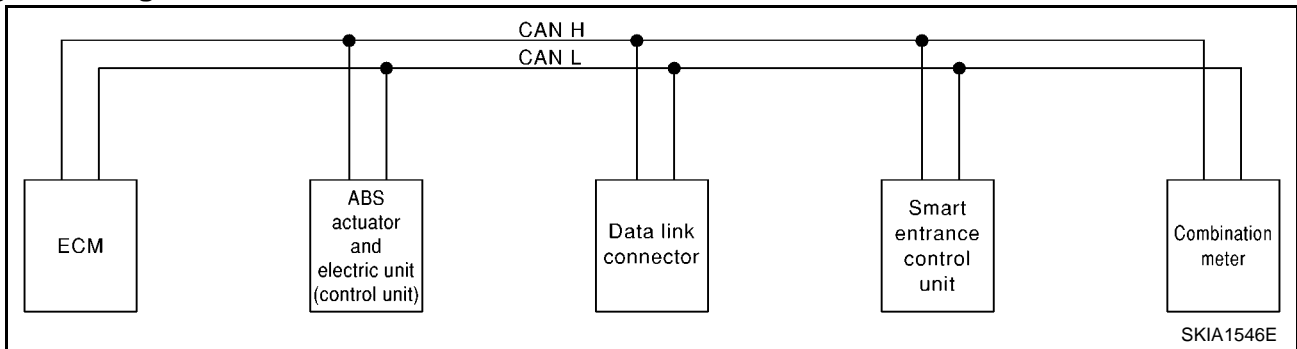 CAN H
CAN L
ECM
ABS
actuator
and
electric unit
(control unit)
Data link
connector
Smart
entrance
control
unit
Combination
meter
SKIA1546E